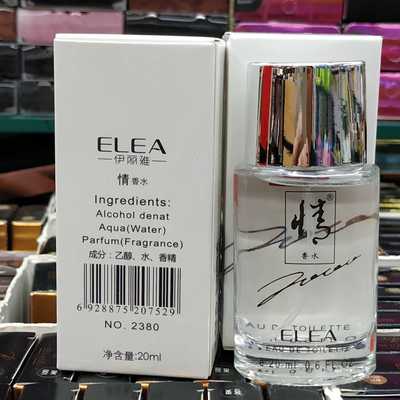 ELEA
伊丽雅
情香水
Ingredients:
Alcohol denat
Aqua(Water)
Parfum(Fragrance)
成分：乙醇、水、香精
6 928875 207529
NO. 2380
净含量:20ml
情®
香水
EAU DE TOILETTE
ELEA